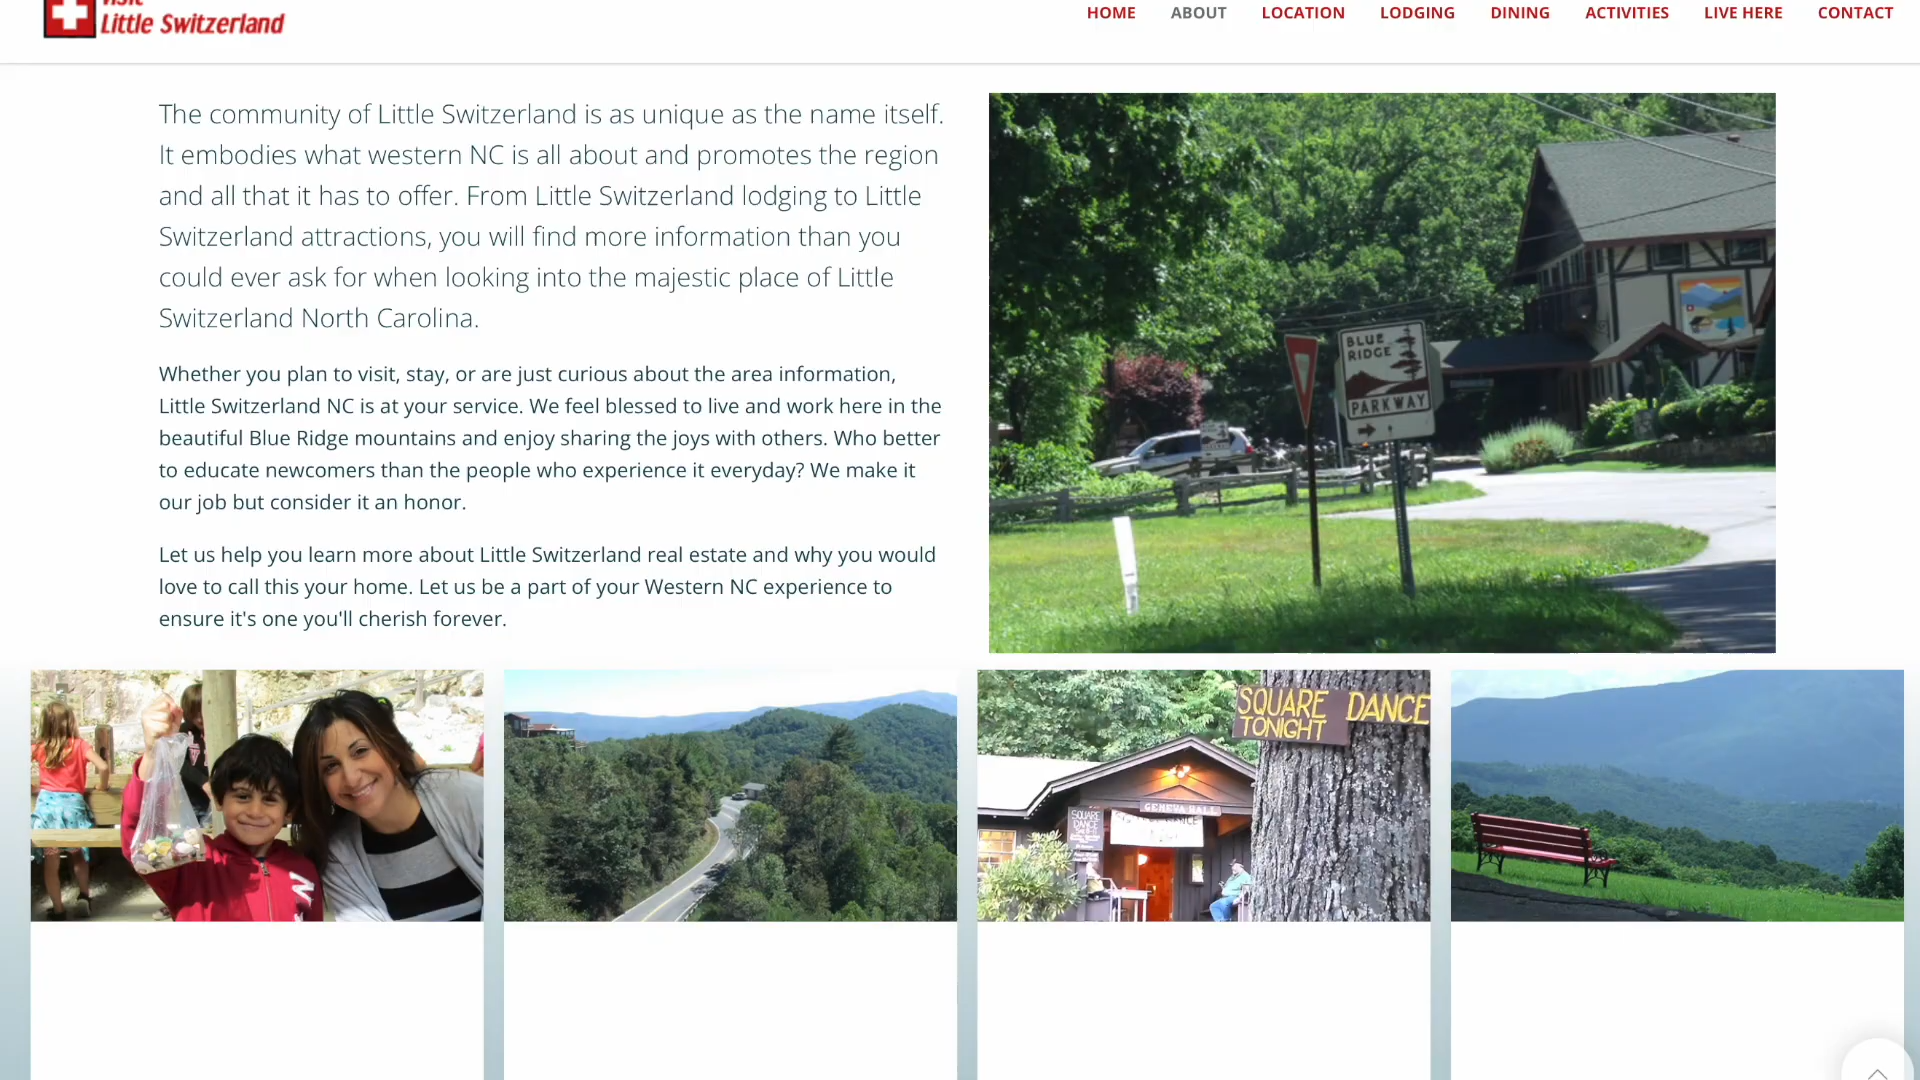 Visit
Little Switzerland
HOME ABOUT LOCATION LODGING DINING ACTIVITIES LIVE HERE CONTACT
The community of Little Switzerland is as unique as the name itself.
It embodies what western NC is all about and promotes the region
and all that it has to offer. From Little Switzerland lodging to Little
Switzerland attractions, you will find more information than you
could ever ask for when looking into the majestic place of Little
Switzerland North Carolina.
Whether you plan to visit, stay, or are just curious about the area information,
Little Switzerland NC is at your service. We feel blessed to live and work here in the
beautiful Blue Ridge mountains and enjoy sharing the joys with others. Who better
to educate newcomers than the people who experience it everyday? We make it
our job but consider it an honor.
Let us help you learn more about Little Switzerland real estate and why you would
love to call this your home. Let us be a part of your Western NC experience to
ensure it's one you'll cherish forever.
BLUE
RIDGE
PARKWAY
SQUARE DANCE
TONIGHT
GENEVA HALL
SQUARE
DANCE